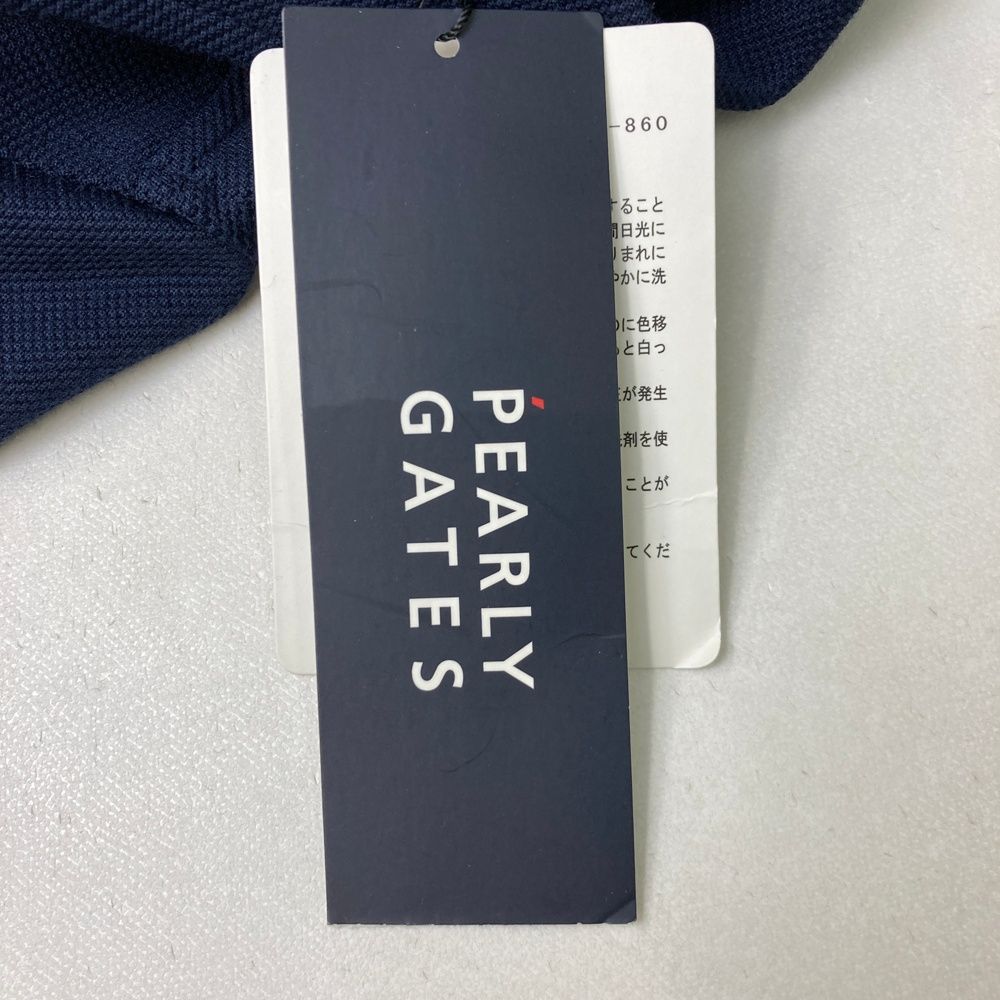 PEARLY
GATES
-860
ること
日光に
まれに
かに洗
に色移
と白っ
が発生
剤を使
ことが
てくだ